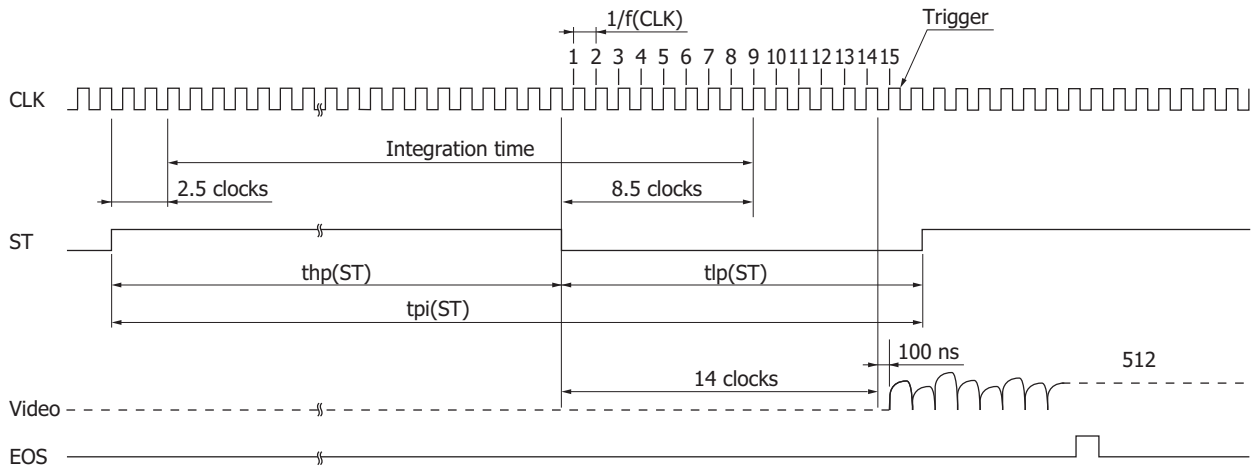 1/f(CLK)
Trigger
1 2 3 4 5 6 7 8 9 10 11 12 13 14 15
CLK
Integration time
2.5 clocks
8.5 clocks
ST
thp(ST)
tlp(ST)
tpi(ST)
100 ns
512
14 clocks
Video
EOS